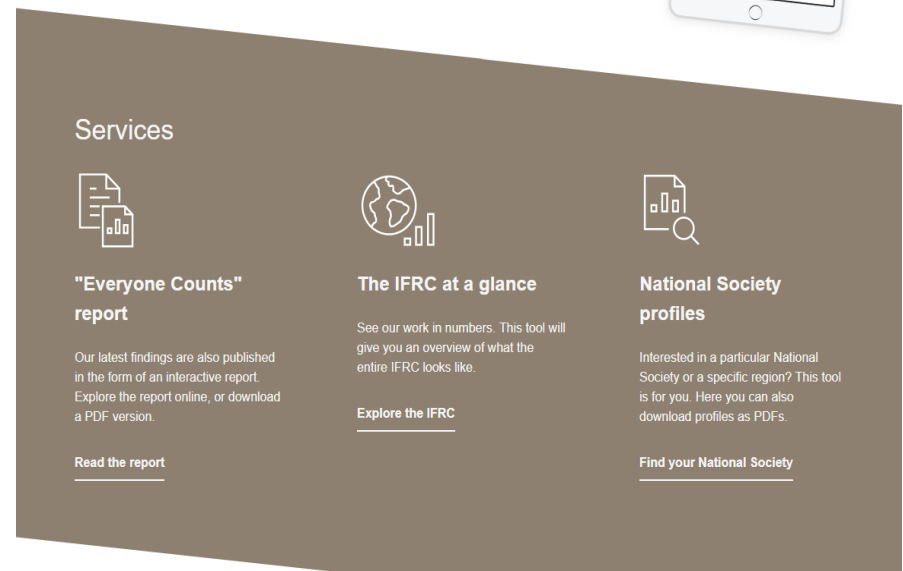 Services
"Everyone Counts"
report
Our latest findings are also published
in the form of an interactive report.
Explore the report online, or download
a PDF version.
Read the report
The IFRC at a glance
See our work in numbers. This tool will
give you an overview of what the
entire IFRC looks like.
Explore the IFRC
National Society
profiles
Interested in a particular National
Society or a specific region? This tool
is for you. Here you can also
download profiles as PDFs.
Find your National Society